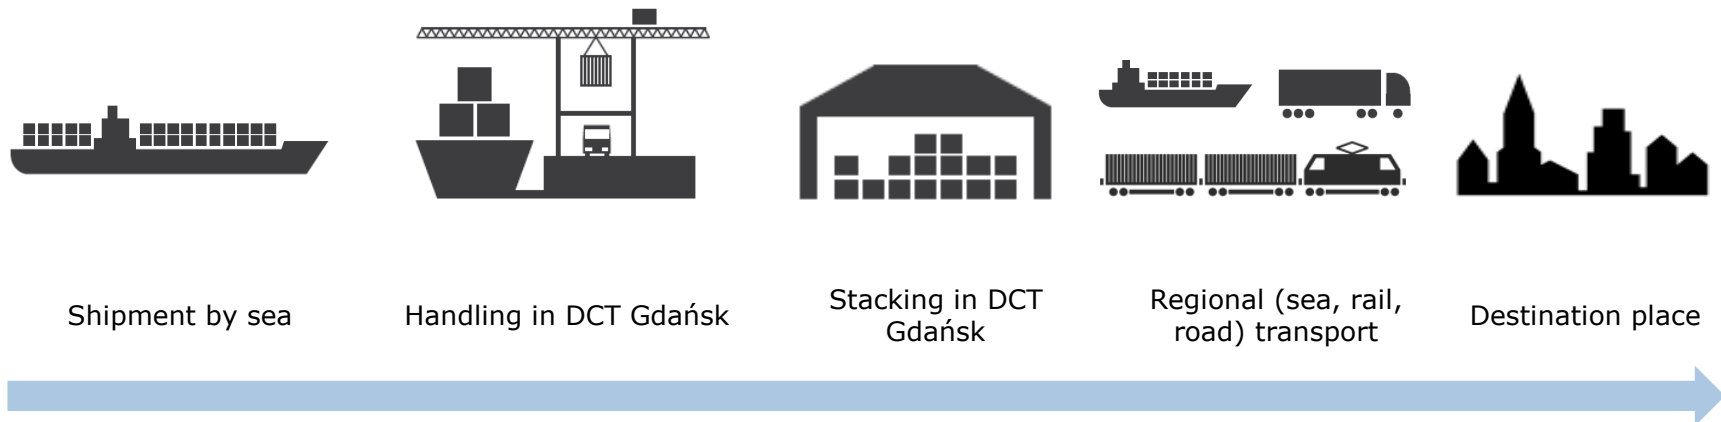 Shipment by sea
Handling in DCT Gdańsk
Stacking in DCT
Gdańsk
Regional (sea, rail,
road) transport
Destination place